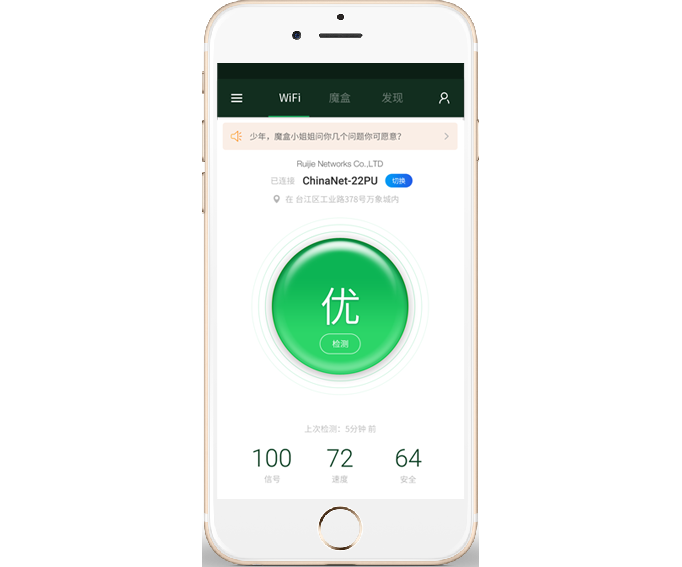 WiFi 魔盒 发现
少年，魔盒小姐姐问你几个问题你可愿意？
Ruijie Networks Co.,LTD
已连接 ChinaNet-22PU 切换
在 台江区工业路378号万象城内
优
检测
上次检测：5分钟 前
100 72 64
信号 速度 安全